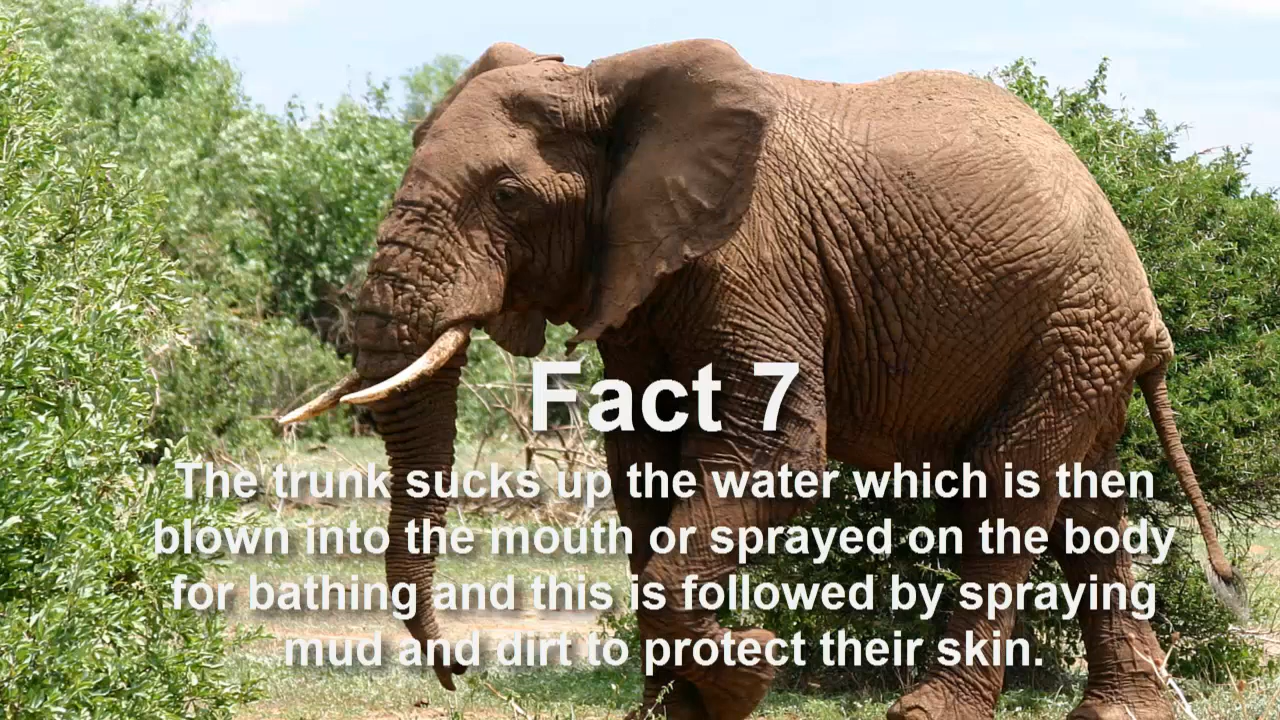 Fact 7
The trunk sucks up the water which is then
blown into the mouth or sprayed on the body
for bathing and this is followed by spraying
mud and dirt to protect their skin.